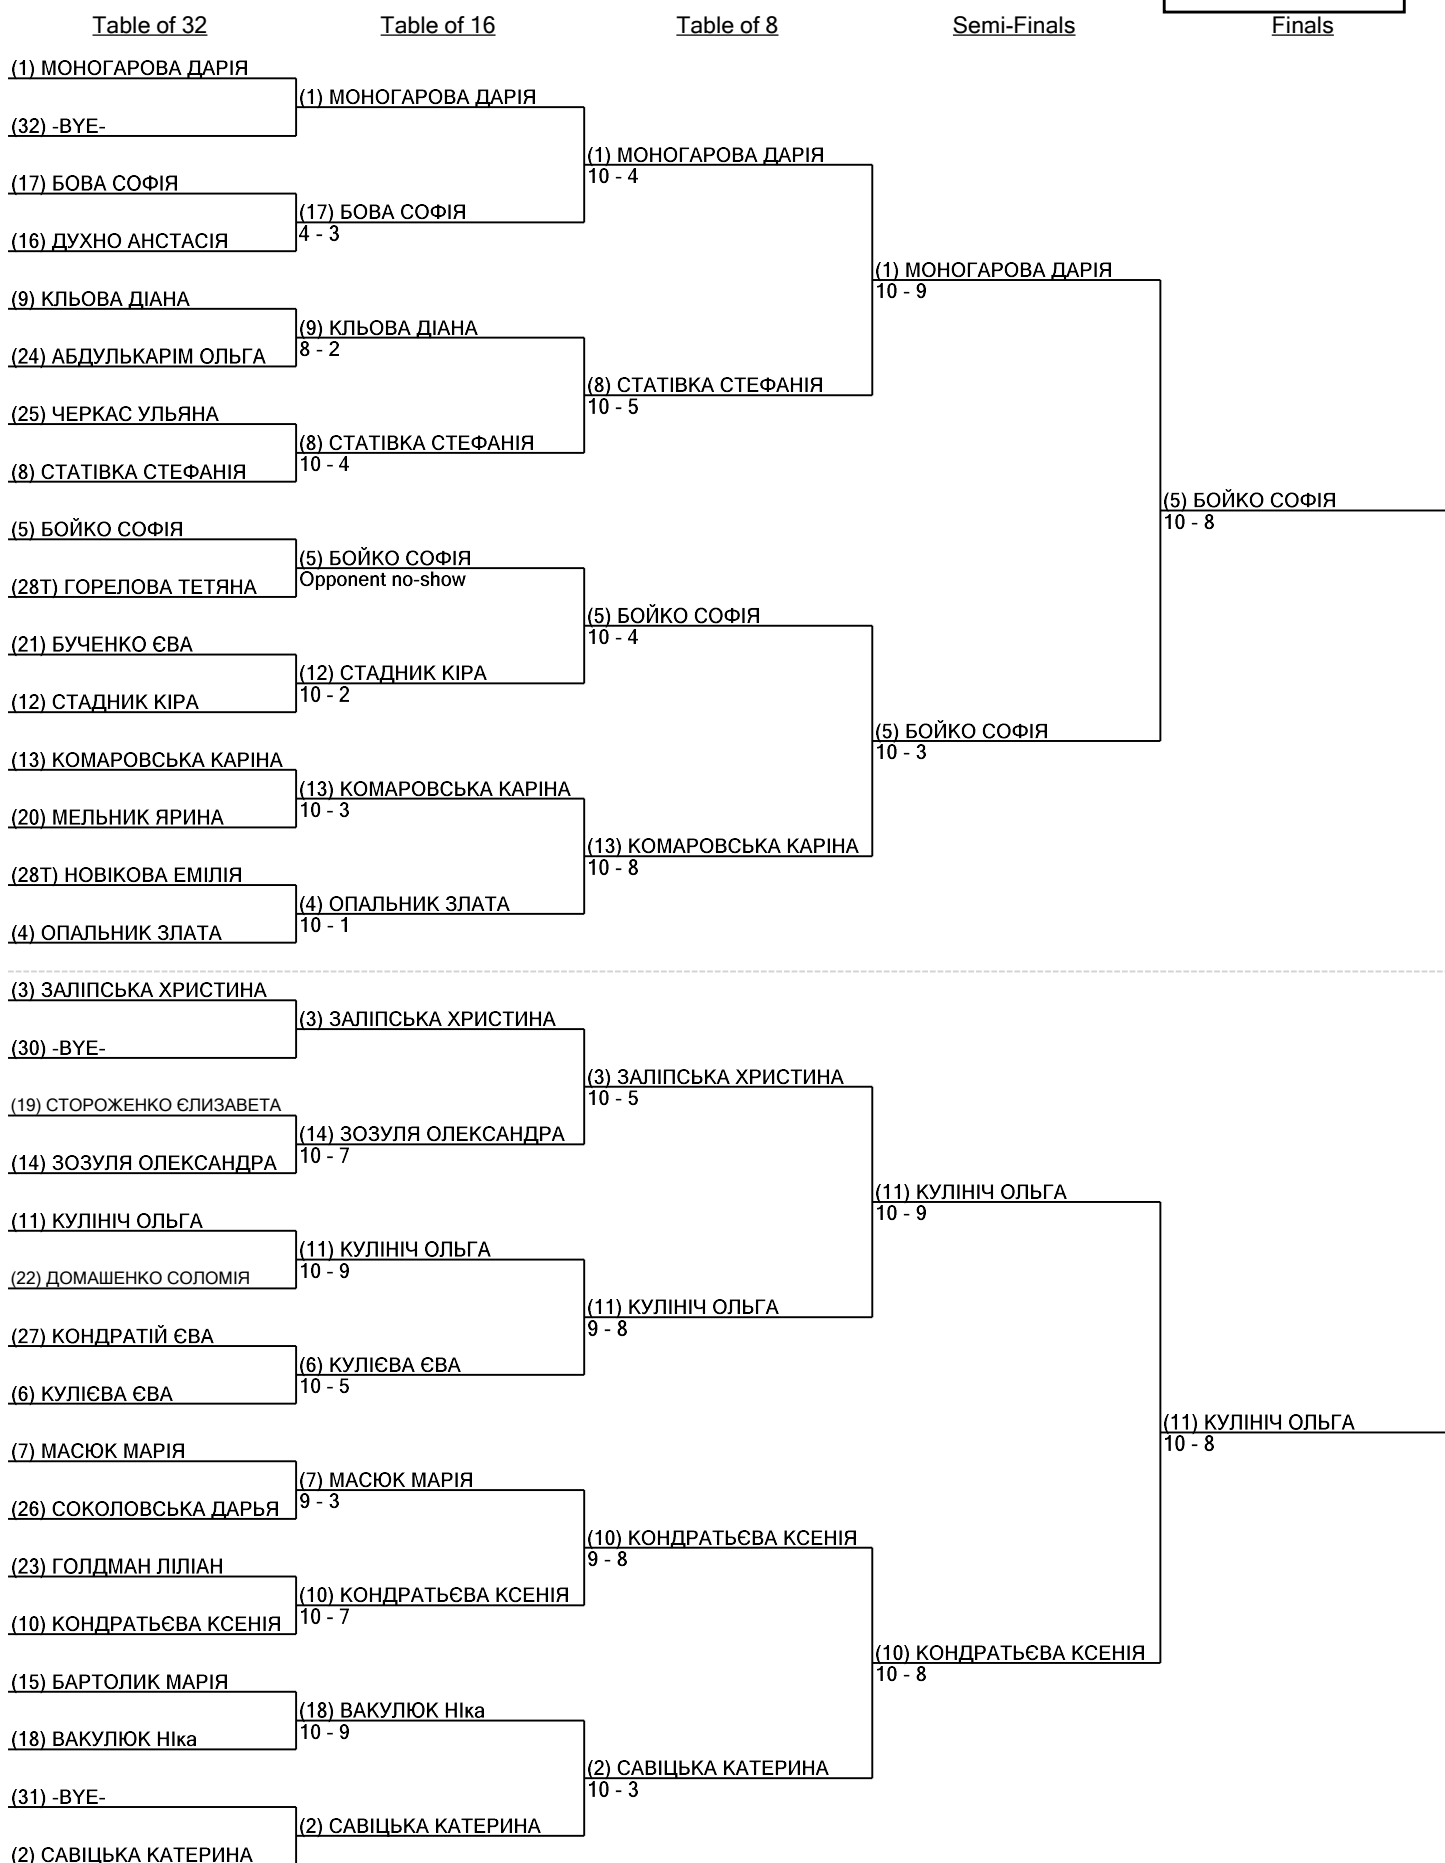 Table of 32
Table of 16
Table of 8
Semi-Finals
Finals
(1) МОНОГАРОВА ДАРІЯ
(1) МОНОГАРОВА ДАРІЯ
(32) -BYE-
(1) МОНОГАРОВА ДАРІЯ
10 - 4
(17) БОВА СОФІЯ
(17) БОВА СОФІЯ
4 - 3
(16) ДУХНО АНСТАСІЯ
(1) МОНОГАРОВА ДАРІЯ
10 - 9
(9) КЛЬОВА ДІАНА
(9) КЛЬОВА ДІАНА
8 - 2
(24) АБДУЛЬКАРІМ ОЛЬГА
(8) СТАТІВКА СТЕФАНІЯ
10 - 5
(25) ЧЕРКАС УЛЬЯНА
(8) СТАТІВКА СТЕФАНІЯ
10 - 4
(8) СТАТІВКА СТЕФАНІЯ
(5) БОЙКО СОФІЯ
10 - 8
(5) БОЙКО СОФІЯ
(5) БОЙКО СОФІЯ
Opponent no-show
(28T) ГОРЕЛОВА ТЕТЯНА
(5) БОЙКО СОФІЯ
10 - 4
(21) БУЧЕНКО ЄВА
(12) СТАДНИК КІРА
10 - 2
(12) СТАДНИК КІРА
(5) БОЙКО СОФІЯ
10 - 3
(13) КОМАРОВСЬКА КАРІНА
(13) КОМАРОВСЬКА КАРІНА
10 - 3
(20) МЕЛЬНИК ЯРИНА
(13) КОМАРОВСЬКА КАРІНА
10 - 8
(28T) НОВІКОВА ЕМІЛІЯ
(4) ОПАЛЬНИК ЗЛАТА
10 - 1
(4) ОПАЛЬНИК ЗЛАТА
(3) ЗАЛІПСЬКА ХРИСТИНА
(3) ЗАЛІПСЬКА ХРИСТИНА
(30) -BYE-
(3) ЗАЛІПСЬКА ХРИСТИНА
10 - 5
(19) СТОРОЖЕНКО ЄЛИЗАВЕТА
(14) ЗОЗУЛЯ ОЛЕКСАНДРА
10 - 7
(14) ЗОЗУЛЯ ОЛЕКСАНДРА
(11) КУЛІНІЧ ОЛЬГА
10 - 9
(11) КУЛІНІЧ ОЛЬГА
(11) КУЛІНІЧ ОЛЬГА
10 - 9
(22) ДОМАШЕНКО СОЛОМІЯ
(11) КУЛІНІЧ ОЛЬГА
9 - 8
(27) КОНДРАТІЙ ЄВА
(6) КУЛІЄВА ЄВА
10 - 5
(6) КУЛІЄВА ЄВА
(11) КУЛІНІЧ ОЛЬГА
10 - 8
(7) МАСЮК МАРІЯ
(7) МАСЮК МАРІЯ
9 - 3
(26) СОКОЛОВСЬКА ДАРЬЯ
(10) КОНДРАТЬЄВА КСЕНІЯ
9 - 8
(23) ГОЛДМАН ЛІЛІАН
(10) КОНДРАТЬЄВА КСЕНІЯ
10 - 7
(10) КОНДРАТЬЄВА КСЕНІЯ
(10) КОНДРАТЬЄВА КСЕНІЯ
10 - 8
(15) БАРТОЛИК МАРІЯ
(18) ВАКУЛЮК НІка
10 - 9
(18) ВАКУЛЮК НІка
(2) САВІЦЬКА КАТЕРИНА
10 - 3
(31) -BYE-
(2) САВІЦЬКА КАТЕРИНА
(2) САВІЦЬКА КАТЕРИНА